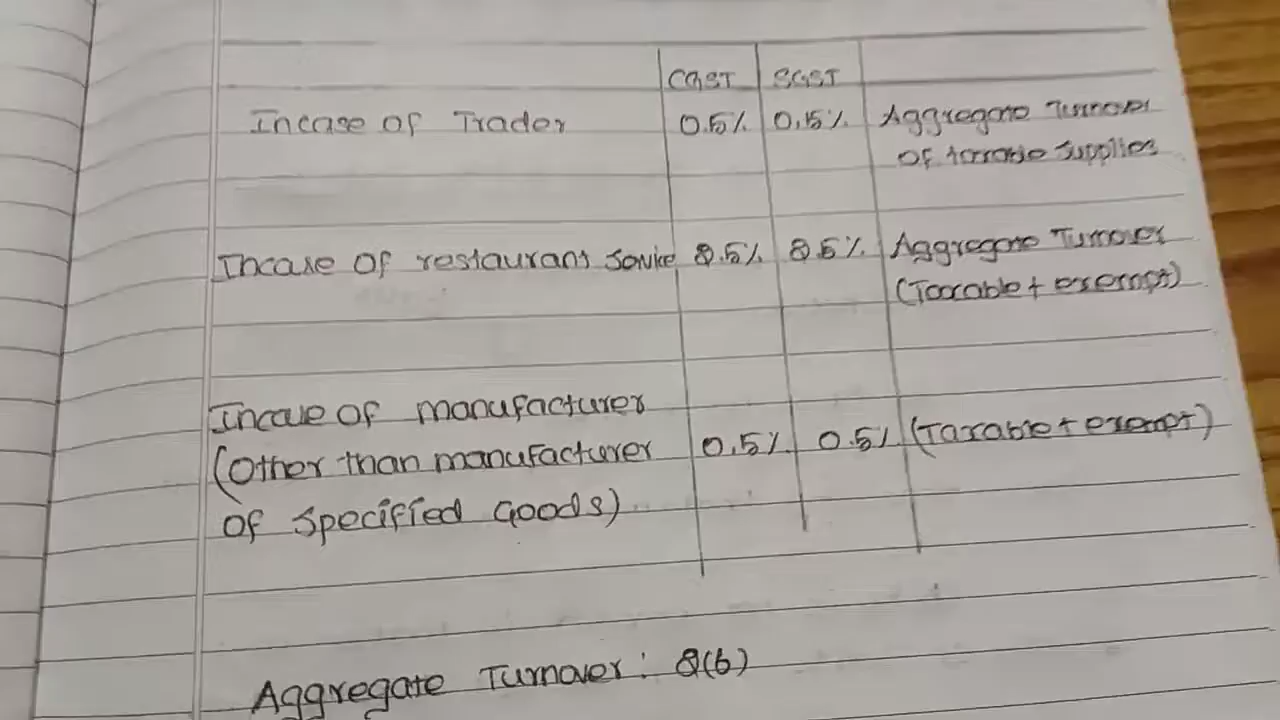 CGST SGST
Incase of Trader 0.5% 0.5% Aggregate Turnover
of taxable supplies
Incase of restaurant Service 2.5% 2.5% Aggregate Turnover
(Taxable + exempt)
Incase of manufacturer
(Other than manufacturer 0.5% 0.5% (Taxable + exempt)
of specified Goods)
Aggregate Turnover : 2(6)